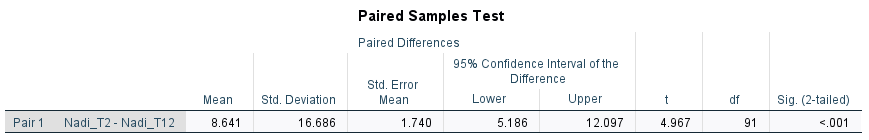 Paired Samples Test
Paired Differences
95% Confidence Interval of the
Difference
Std. Error
Mean
Mean Std. Deviation Lower Upper t df Sig. (2-tailed)
Pair 1 Nadi_T2 - Nadi_T12 8.641 16.686 1.740 5.186 12.097 4.967 91 <.001